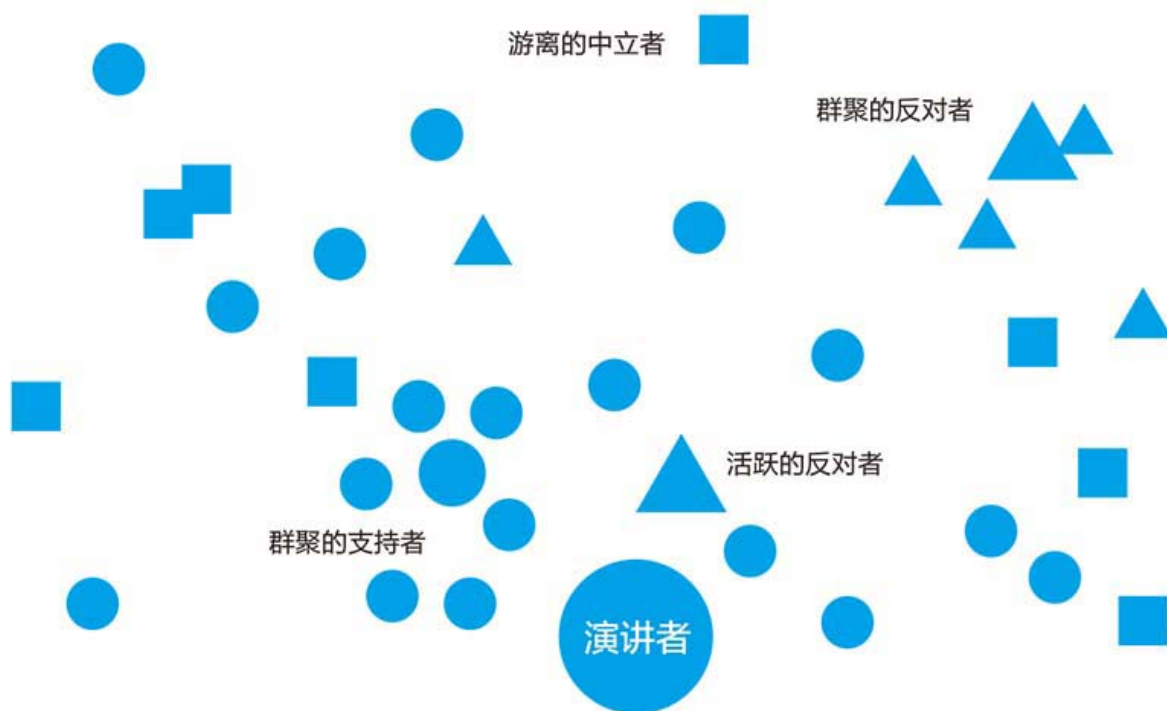 游离的中立者
群聚的反对者
活跃的反对者
群聚的支持者
演讲者